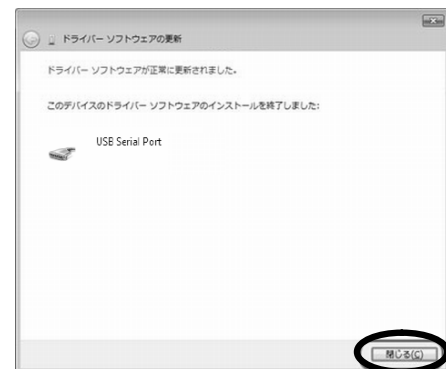 ドライバー ソフトウェアの更新
ドライバー ソフトウェアが正常に更新されました。
このデバイスのドライバー ソフトウェアのインストールを終了しました:
USB Serial Port
閉じる(C)